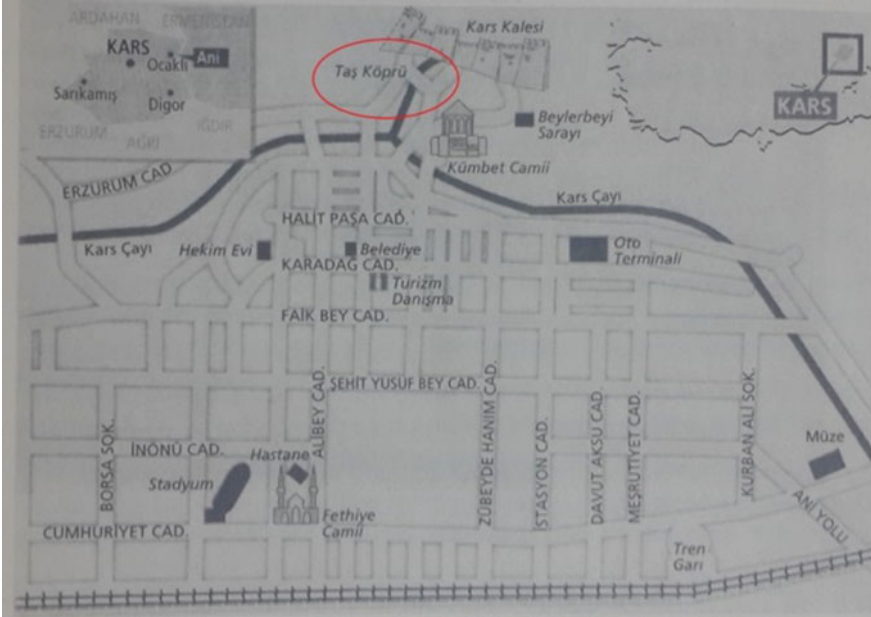 ARDAHAN
ERMENİSTAN
KARS
Ocaklı
Ani
Sarıkamış
Digor
ERZURUM
AĞRI
IĞDIR
Kars Kalesi
Taş Köprü
Beylerbeyi
Sarayı
Kümbet Camii
KARS
ERZURUM CAD
Kars Çayı
Kars Çayı
HALİT PAŞA CAD.
Hekim Evi
Belediye
Oto
Terminali
KARADAĞ CAD.
Turizm
Danışma
FAİK BEY CAD.
ŞEHİT YUSUF BEY CAD.
ALİBEY CAD.
ZÜBEYDE HANIM CAD.
İSTASYON CAD.
DAVUT AKSU CAD.
MEŞRUTİYET CAD.
KURBAN ALİ SOK.
BORSA SOK.
İNÖNÜ CAD.
Hastane
Stadyum
Müze
ANİ YOLU
Fethiye
Camii
CUMHURİYET CAD.
Tren
Garı